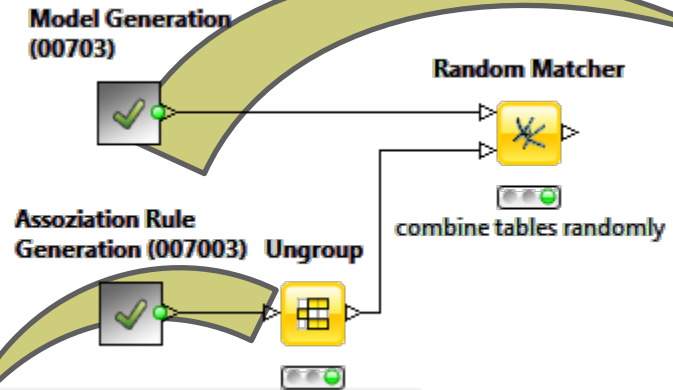 Model Generation
(00703)
Random Matcher
combine tables randomly
Assoziation Rule
Generation (007003)
Ungroup